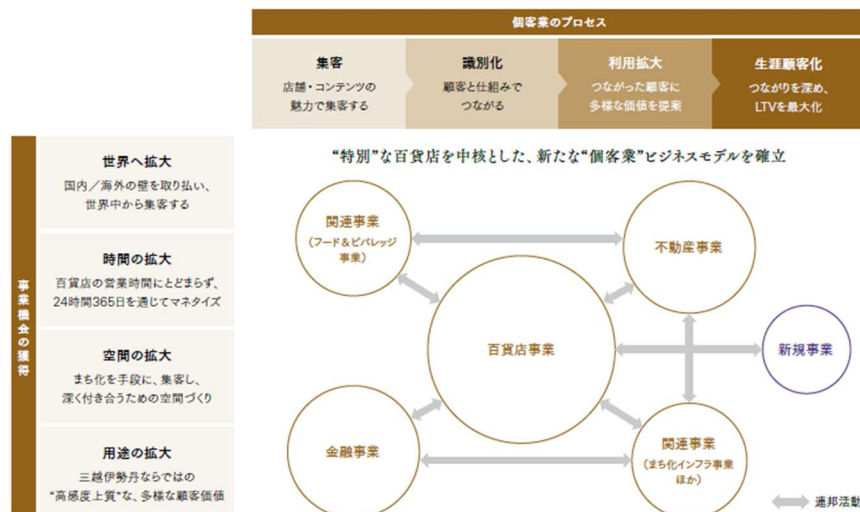 個客業のプロセス
集客
店舗・コンテンツの
魅力で集客する
識別化
顧客と仕組みで
つながる
利用拡大
つながった顧客に
多様な価値を提案
生涯顧客化
つながりを深め、
LTVを最大化
事業機会の獲得
世界へ拡大
国内／海外の壁を取り払い、
世界中から集客する
時間の拡大
百貨店の営業時間にとどまらず、
24時間365日を通じてマネタイズ
空間の拡大
まち化を手段に、集客し、
深く付き合うための空間づくり
用途の拡大
三越伊勢丹ならではの
“高感度上質”な、多様な顧客価値
“特別”な百貨店を中核とした、新たな“個客業”ビジネスモデルを確立
関連事業
（フード＆ビバレッジ
事業）
不動産事業
百貨店事業
新規事業
金融事業
関連事業
（まち化インフラ事業
ほか）
連邦活動